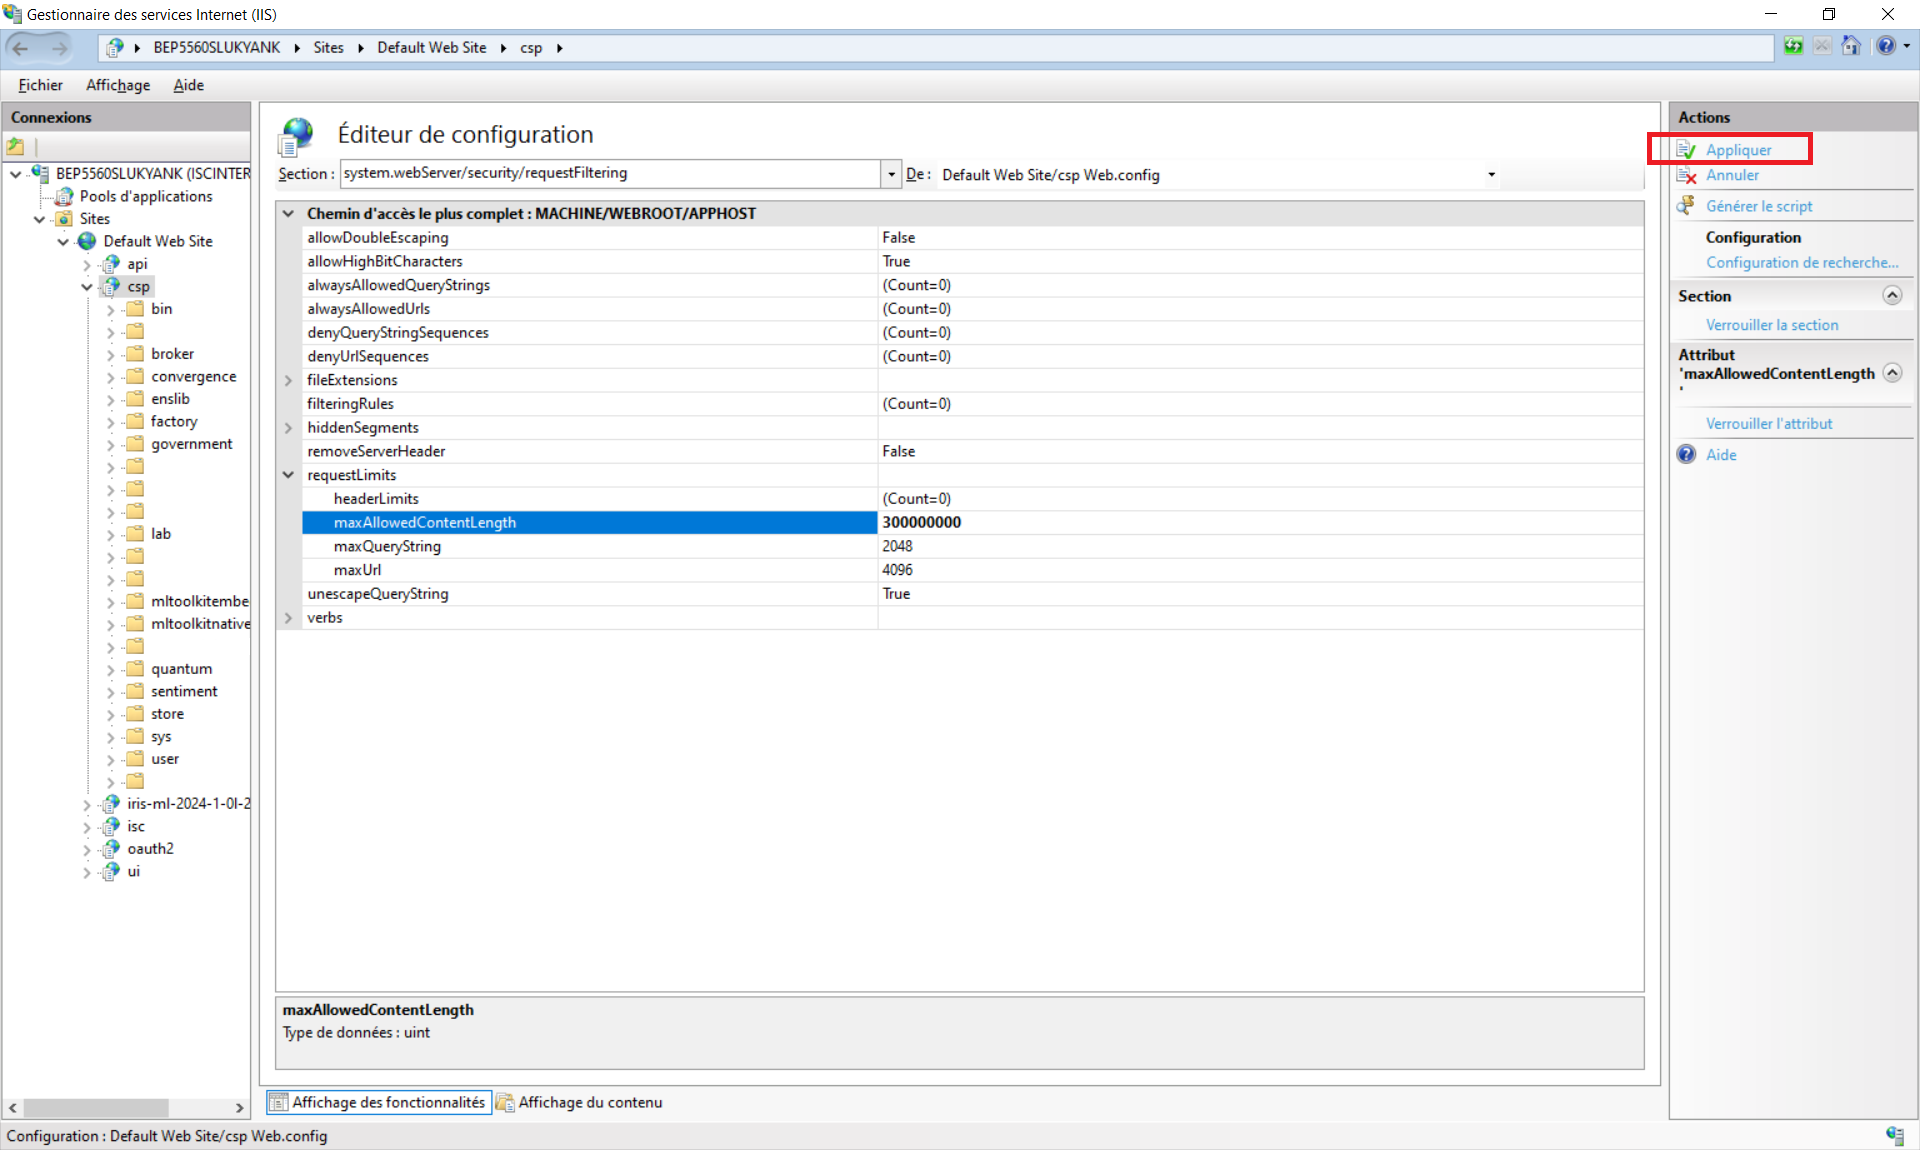 Gestionnaire des services Internet (IIS)
BEP5560SLUKYANK
Sites
Default Web Site
csp
Fichier
Affichage
Aide
Connexions
BEP5560SLUKYANK (ISCINTER
Pools d'applications
Sites
Default Web Site
api
csp
bin
broker
convergence
enslib
factory
government
lab
mltoolkitembe
mltoolkitnative
quantum
sentiment
store
sys
user
iris-ml-2024-1-0l-2
isc
oauth2
ui
Éditeur de configuration
Section : system.webServer/security/requestFiltering De : Default Web Site/csp Web.config
Chemin d'accès le plus complet : MACHINE/WEBROOT/APPHOST
allowDoubleEscaping False
allowHighBitCharacters True
alwaysAllowedQueryStrings (Count=0)
alwaysAllowedUrls (Count=0)
denyQueryStringSequences (Count=0)
denyUrlSequences (Count=0)
fileExtensions
filteringRules (Count=0)
hiddenSegments
removeServerHeader False
requestLimits
headerLimits (Count=0)
maxAllowedContentLength 300000000
maxQueryString 2048
maxUrl 4096
unescapeQueryString True
verbs
maxAllowedContentLength
Type de données : uint
Affichage des fonctionnalités
Affichage du contenu
Actions
Appliquer
Annuler
Générer le script
Configuration
Configuration de recherche...
Section
Verrouiller la section
Attribut
'maxAllowedContentLength
'
Verrouiller l'attribut
Aide
Configuration : Default Web Site/csp Web.config